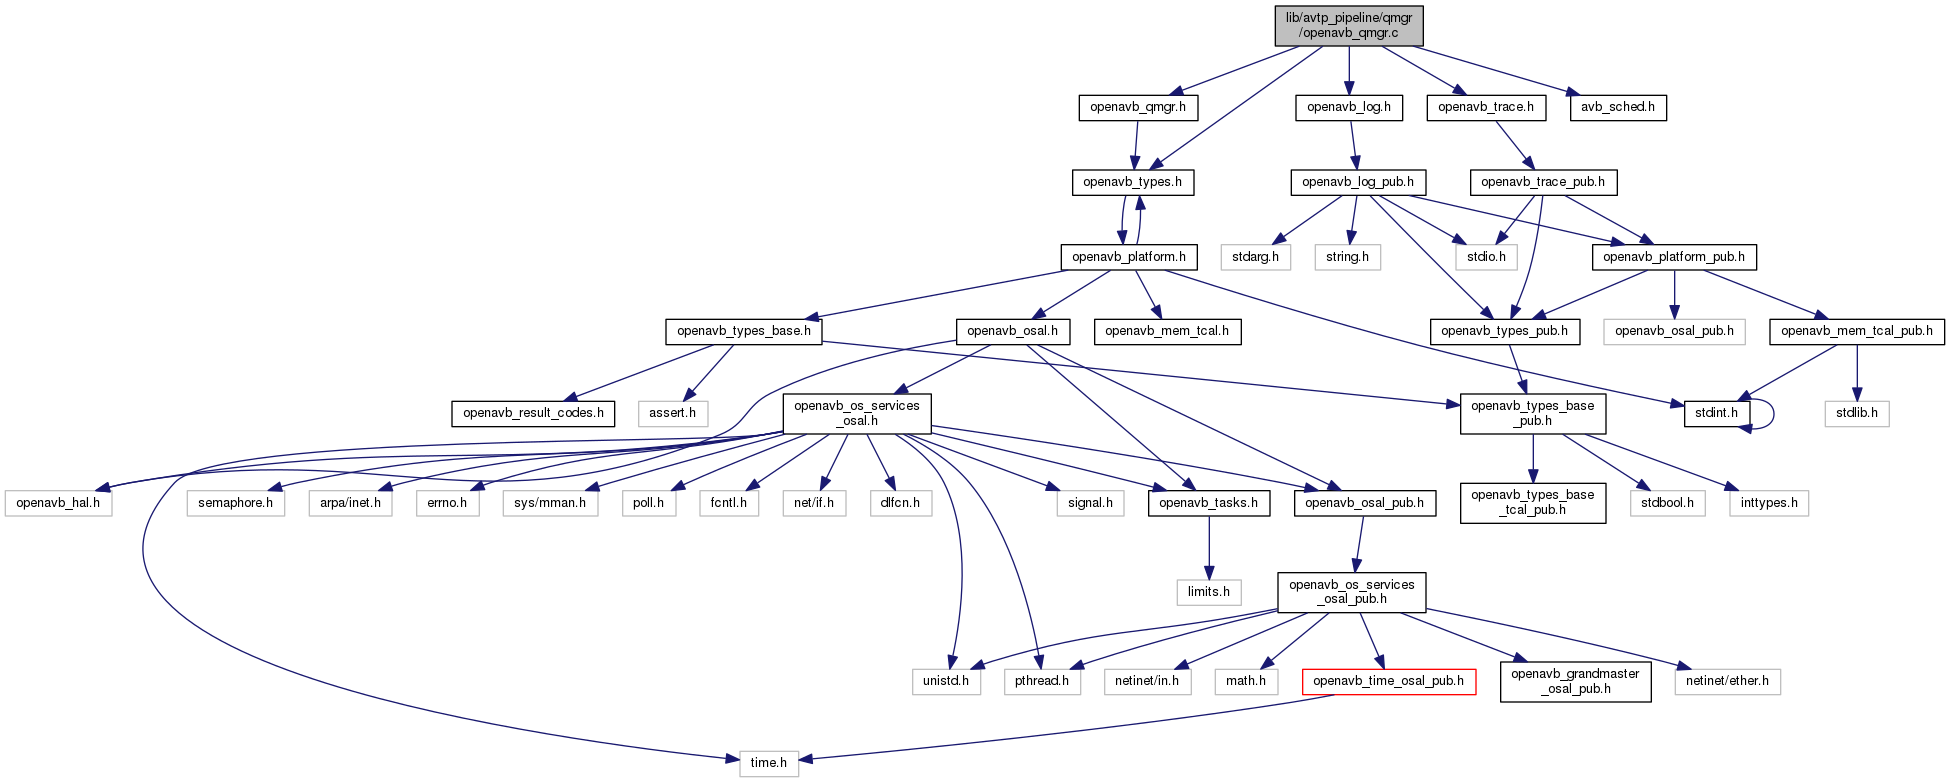 lib/avtp_pipeline/qmgr
/openavb_qmgr.c
openavb_qmgr.h
openavb_log.h
openavb_trace.h
avb_sched.h
openavb_types.h
openavb_log_pub.h
openavb_trace_pub.h
openavb_platform.h
stdarg.h
string.h
stdio.h
openavb_platform_pub.h
openavb_types_base.h
openavb_osal.h
openavb_mem_tcal.h
openavb_types_pub.h
openavb_osal_pub.h
openavb_mem_tcal_pub.h
openavb_result_codes.h
assert.h
openavb_os_services
_osal.h
openavb_types_base
_pub.h
stdint.h
stdlib.h
openavb_hal.h
semaphore.h
arpa/inet.h
errno.h
sys/mman.h
poll.h
fcntl.h
net/if.h
dlfcn.h
signal.h
openavb_tasks.h
openavb_osal_pub.h
openavb_types_base
_tcal_pub.h
stdbool.h
inttypes.h
limits.h
openavb_os_services
_osal_pub.h
unistd.h
pthread.h
netinet/in.h
math.h
openavb_time_osal_pub.h
openavb_grandmaster
_osal_pub.h
netinet/ether.h
time.h